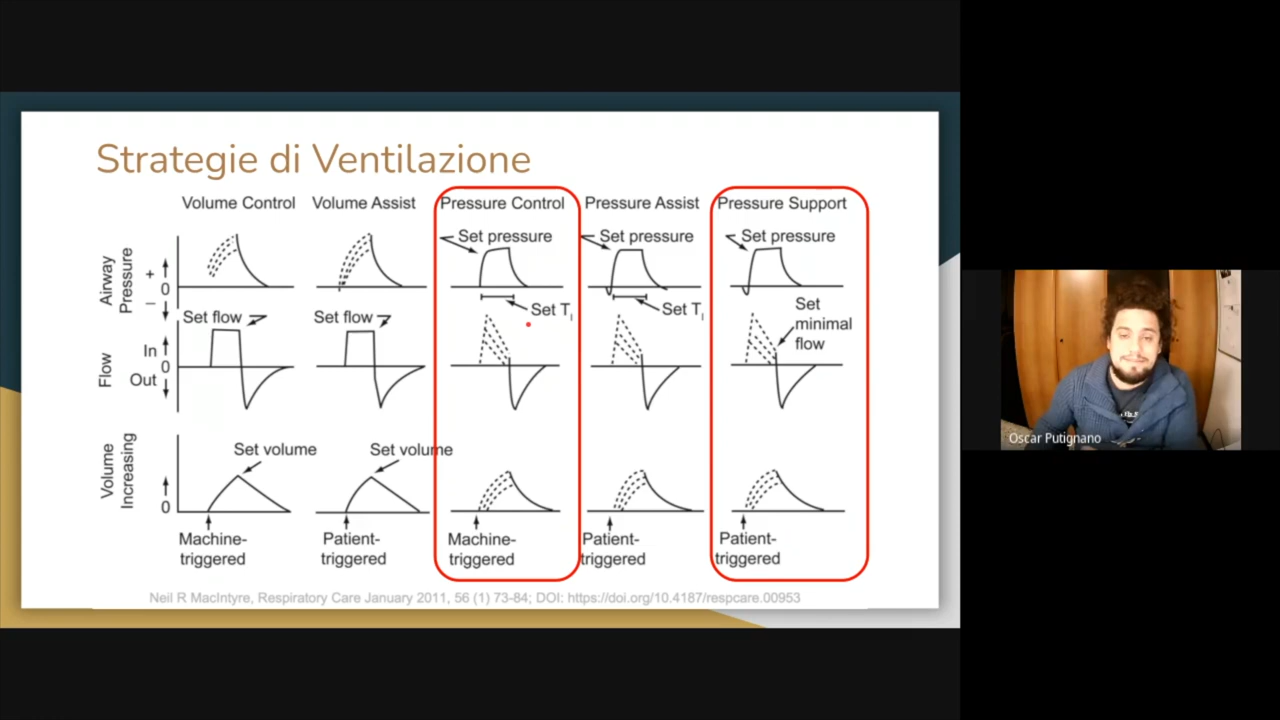 Strategie di Ventilazione
Volume Control
Volume Assist
Pressure Control
Pressure Assist
Pressure Support
Airway
Pressure
+
0
–
Set pressure
Set pressure
Set pressure
Set T I
Set T I
Set
minimal
flow
Flow
In
0
Out
Set flow
Set flow
Volume
Increasing
0
Set volume
Set volume
Machine-
triggered
Patient-
triggered
Machine-
triggered
Patient-
triggered
Patient-
triggered
Neil R MacIntyre, Respiratory Care January 2011, 56 (1) 73-84; DOI: https://doi.org/10.4187/respcare.00953
Oscar Putignano